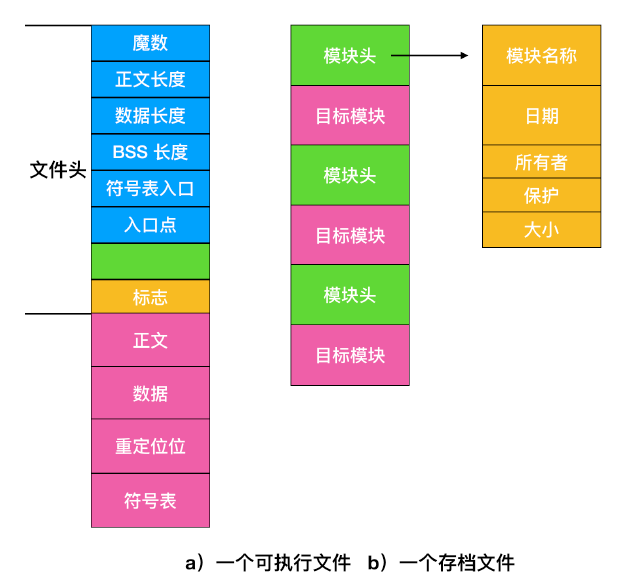 文件头
魔数
正文长度
数据长度
BSS 长度
符号表入口
入口点
标志
正文
数据
重定位位
符号表
模块头
目标模块
模块头
目标模块
模块头
目标模块
模块名称
日期
所有者
保护
大小
a）一个可执行文件 b）一个存档文件